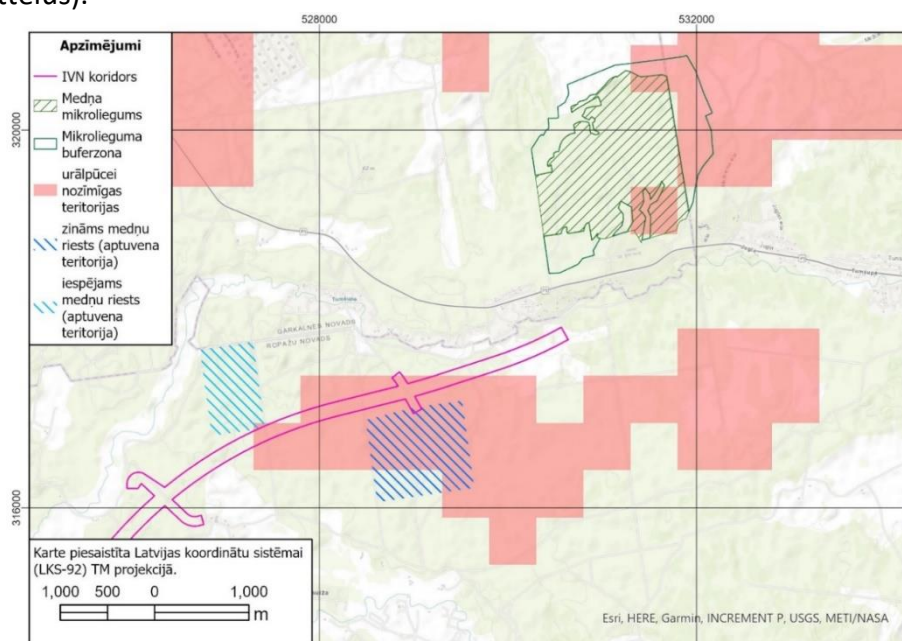 528000
532000
Apzīmējumi
IVN koridors
Medņa
mikroliegums
Mikrolieguma
buferzona
urālpūcei
nozīmīgas
teritorijas
zināms medņu
riests (aptuvena
teritorija)
iespējams
medņu riests
(aptuvena
teritorija)
320000
GARKALNES NOVADS
ROPAŽU NOVADS
316000
Karte piesaistīta Latvijas koordinātu sistēmai
(LKS-92) TM projekcijā.
1,000 500 0 1,000
m
Esri, HERE, Garmin, INCREMENT P, USGS, METI/NASA